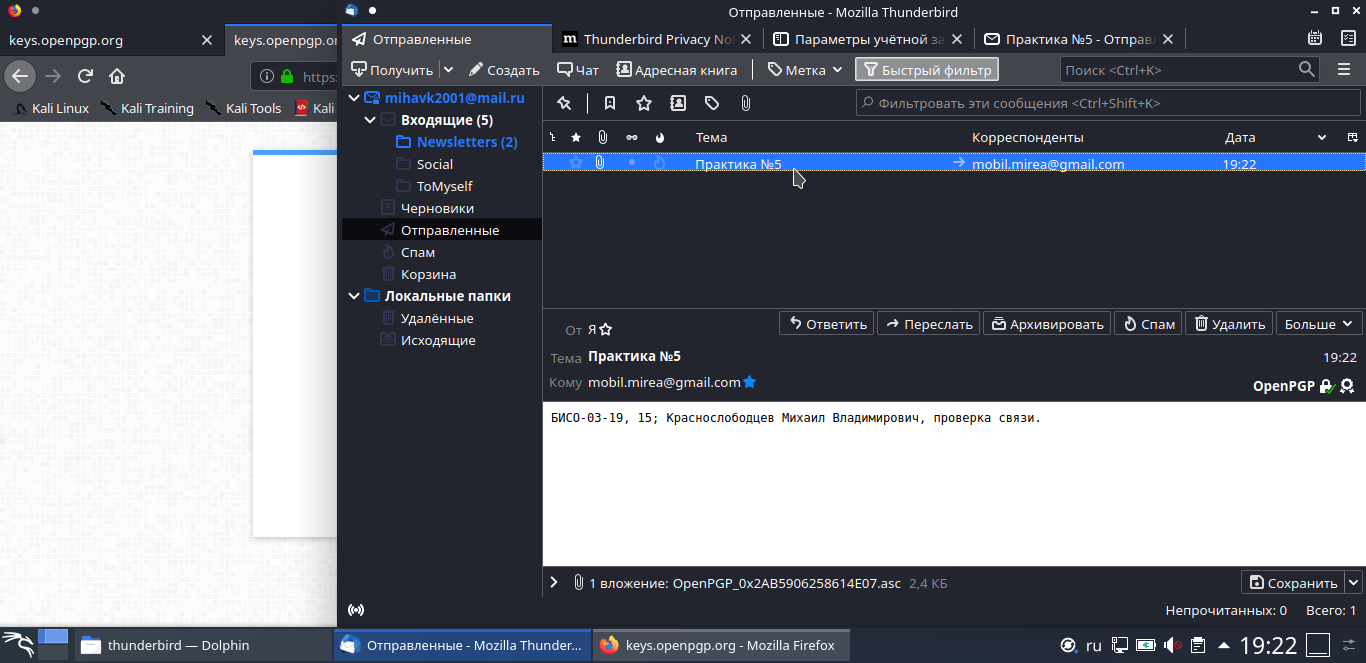 Отправленные - Mozilla Thunderbird
keys.openpgp.org
keys.openpgp.or
Отправленные
Thunderbird Privacy No
Параметры учётной за
Практика №5 - Отправл
Получить
Создать
Чат
Адресная книга
Метка
Быстрый фильтр
Поиск <Ctrl+K>
https:
Kali Linux
Kali Training
Kali Tools
Kali
mihavk2001@mail.ru
Входящие (5)
Newsletters (2)
Social
ToMyself
Черновики
Отправленные
Спам
Корзина
Локальные папки
Удалённые
Исходящие
Фильтровать эти сообщения <Ctrl+Shift+K>
Тема
Корреспонденты
Дата
Практика №5
mobil.mirea@gmail.com
19:22
От Я
Ответить
Переслать
Архивировать
Спам
Удалить
Больше
Тема Практика №5
19:22
Кому mobil.mirea@gmail.com
OpenPGP
БИСО-03-19, 15; Краснослободцев Михаил Владимирович, проверка связи.
1 вложение: OpenPGP_0x2AB5906258614E07.asc 2,4 КБ
Сохранить
Непрочитанных: 0
Всего: 1
thunderbird — Dolphin
Отправленные - Mozilla Thunder...
keys.openpgp.org - Mozilla Firefox
ru
19:22